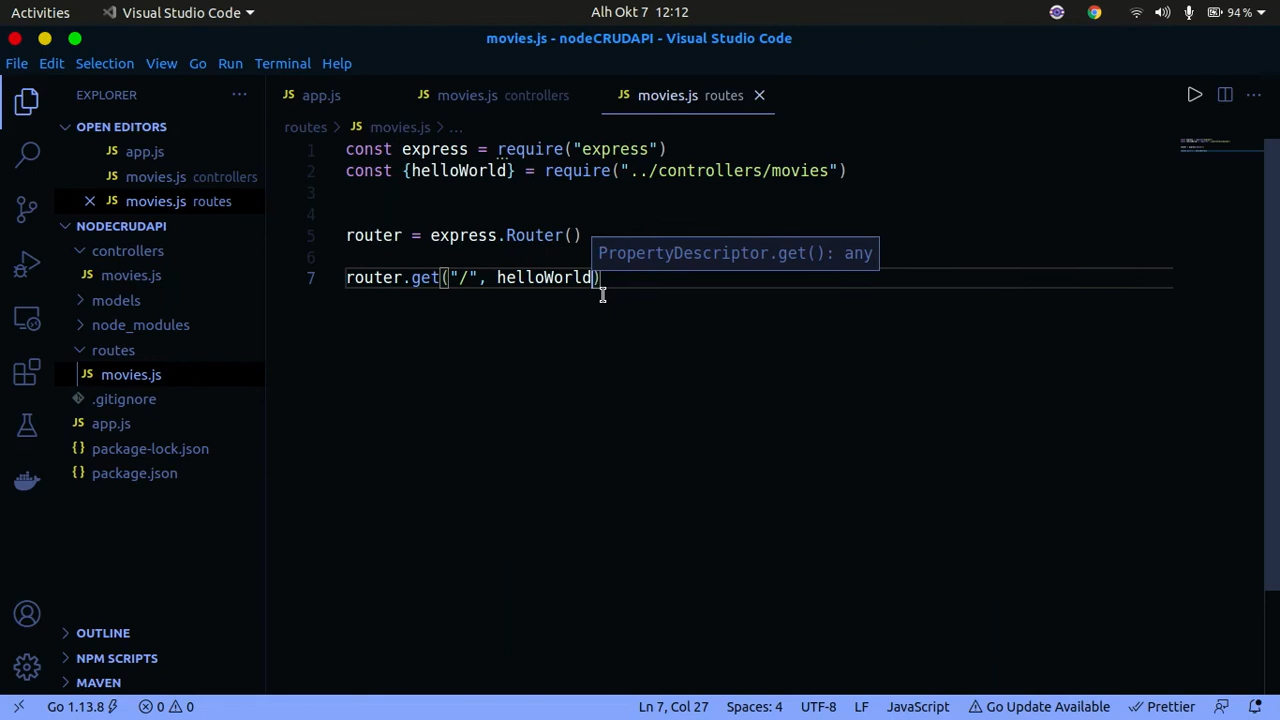 Activities
Visual Studio Code
Alh Okt 7 12:12
94 %
movies.js - nodeCRUDAPI - Visual Studio Code
File Edit Selection View Go Run Terminal Help
EXPLORER
OPEN EDITORS
JS app.js
JS movies.js controllers
JS movies.js routes
NODECRUDAPI
controllers
JS movies.js
models
node_modules
routes
JS movies.js
.gitignore
JS app.js
{} package-lock.json
{} package.json
OUTLINE
NPM SCRIPTS
MAVEN
JS app.js
JS movies.js controllers
JS movies.js routes
routes > JS movies.js > ...
1 const express = require("express")
2 const {helloWorld} = require("../controllers/movies")
3
4
5 router = express.Router()
PropertyDescriptor.get(): any
6
7 router.get("/", helloWorld)
Go 1.13.8 0 0
Ln 7, Col 27 Spaces: 4 UTF-8 LF JavaScript Go Update Available Prettier